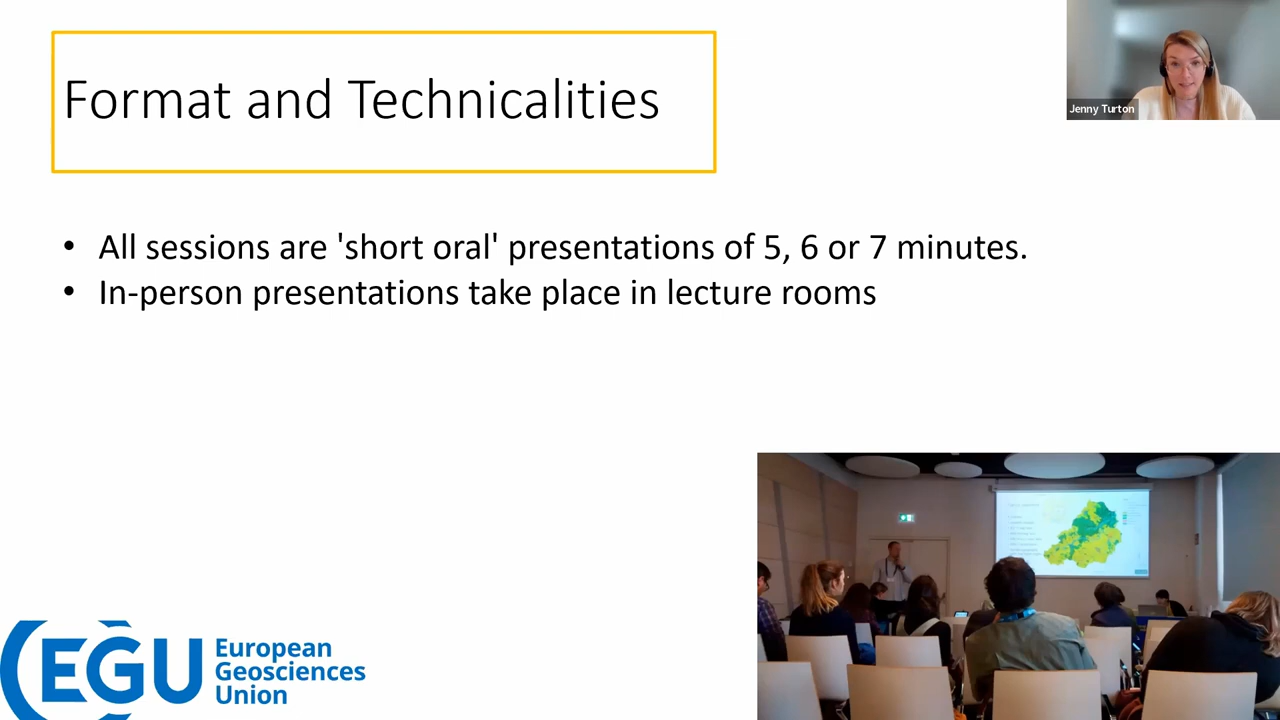 Format and Technicalities
Jenny Turton
• All sessions are 'short oral' presentations of 5, 6 or 7 minutes.
• In-person presentations take place in lecture rooms
EGU
European
Geosciences
Union